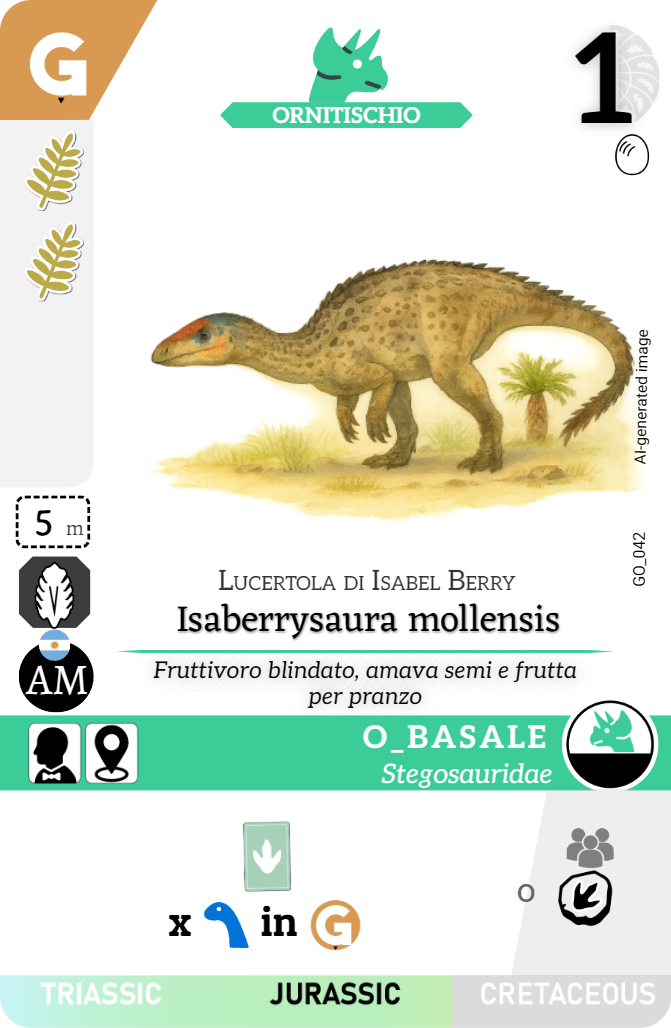 G
ORNITISCHIO
1
AI-generated image
5 m
GO_042
LUCERTOLA DI ISABEL BERRY
Isaberrysaura mollensis
AM
Fruttivoro blindato, amava semi e frutta
per pranzo
O_BASALE
Stegosauridae
O
x in G
TRIASSIC JURASSIC CRETACEOUS